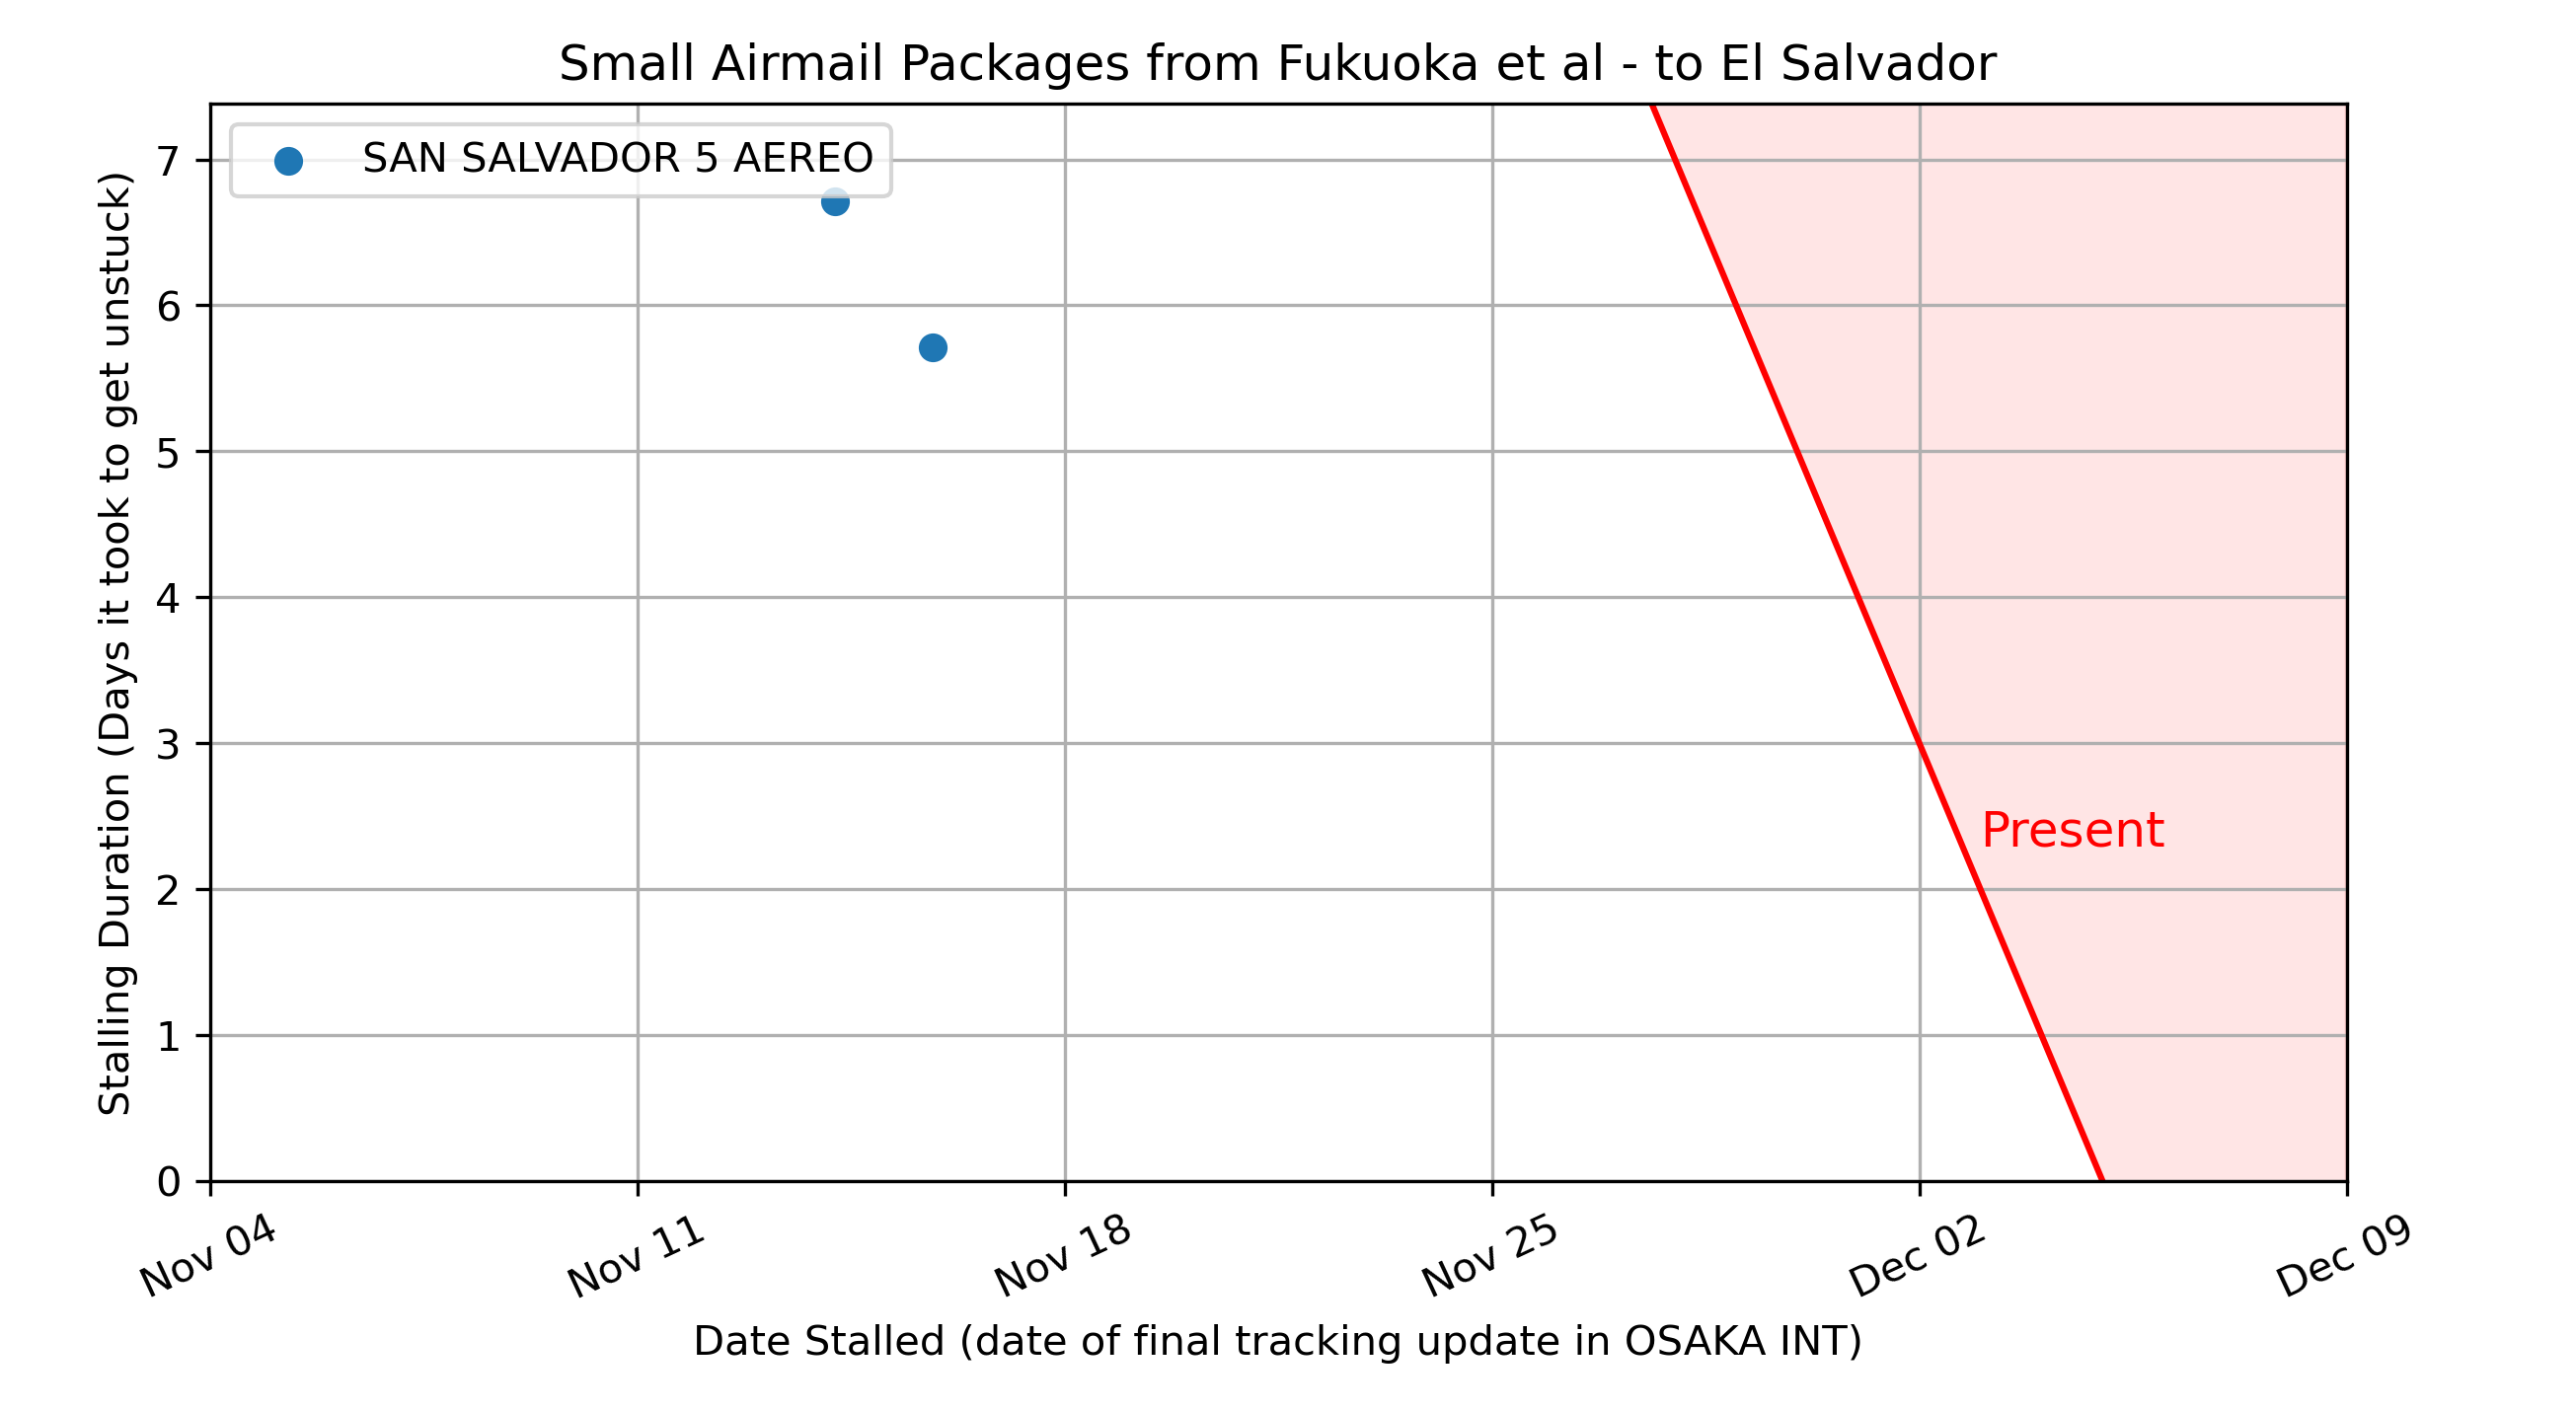 Small Airmail Packages from Fukuoka et al - to El Salvador
SAN SALVADOR 5 AEREO
Stalling Duration (Days it took to get unstuck)
7
6
5
4
3
2
1
0
Present
Nov 04
Nov 11
Nov 18
Nov 25
Dec 02
Dec 09
Date Stalled (date of final tracking update in OSAKA INT)